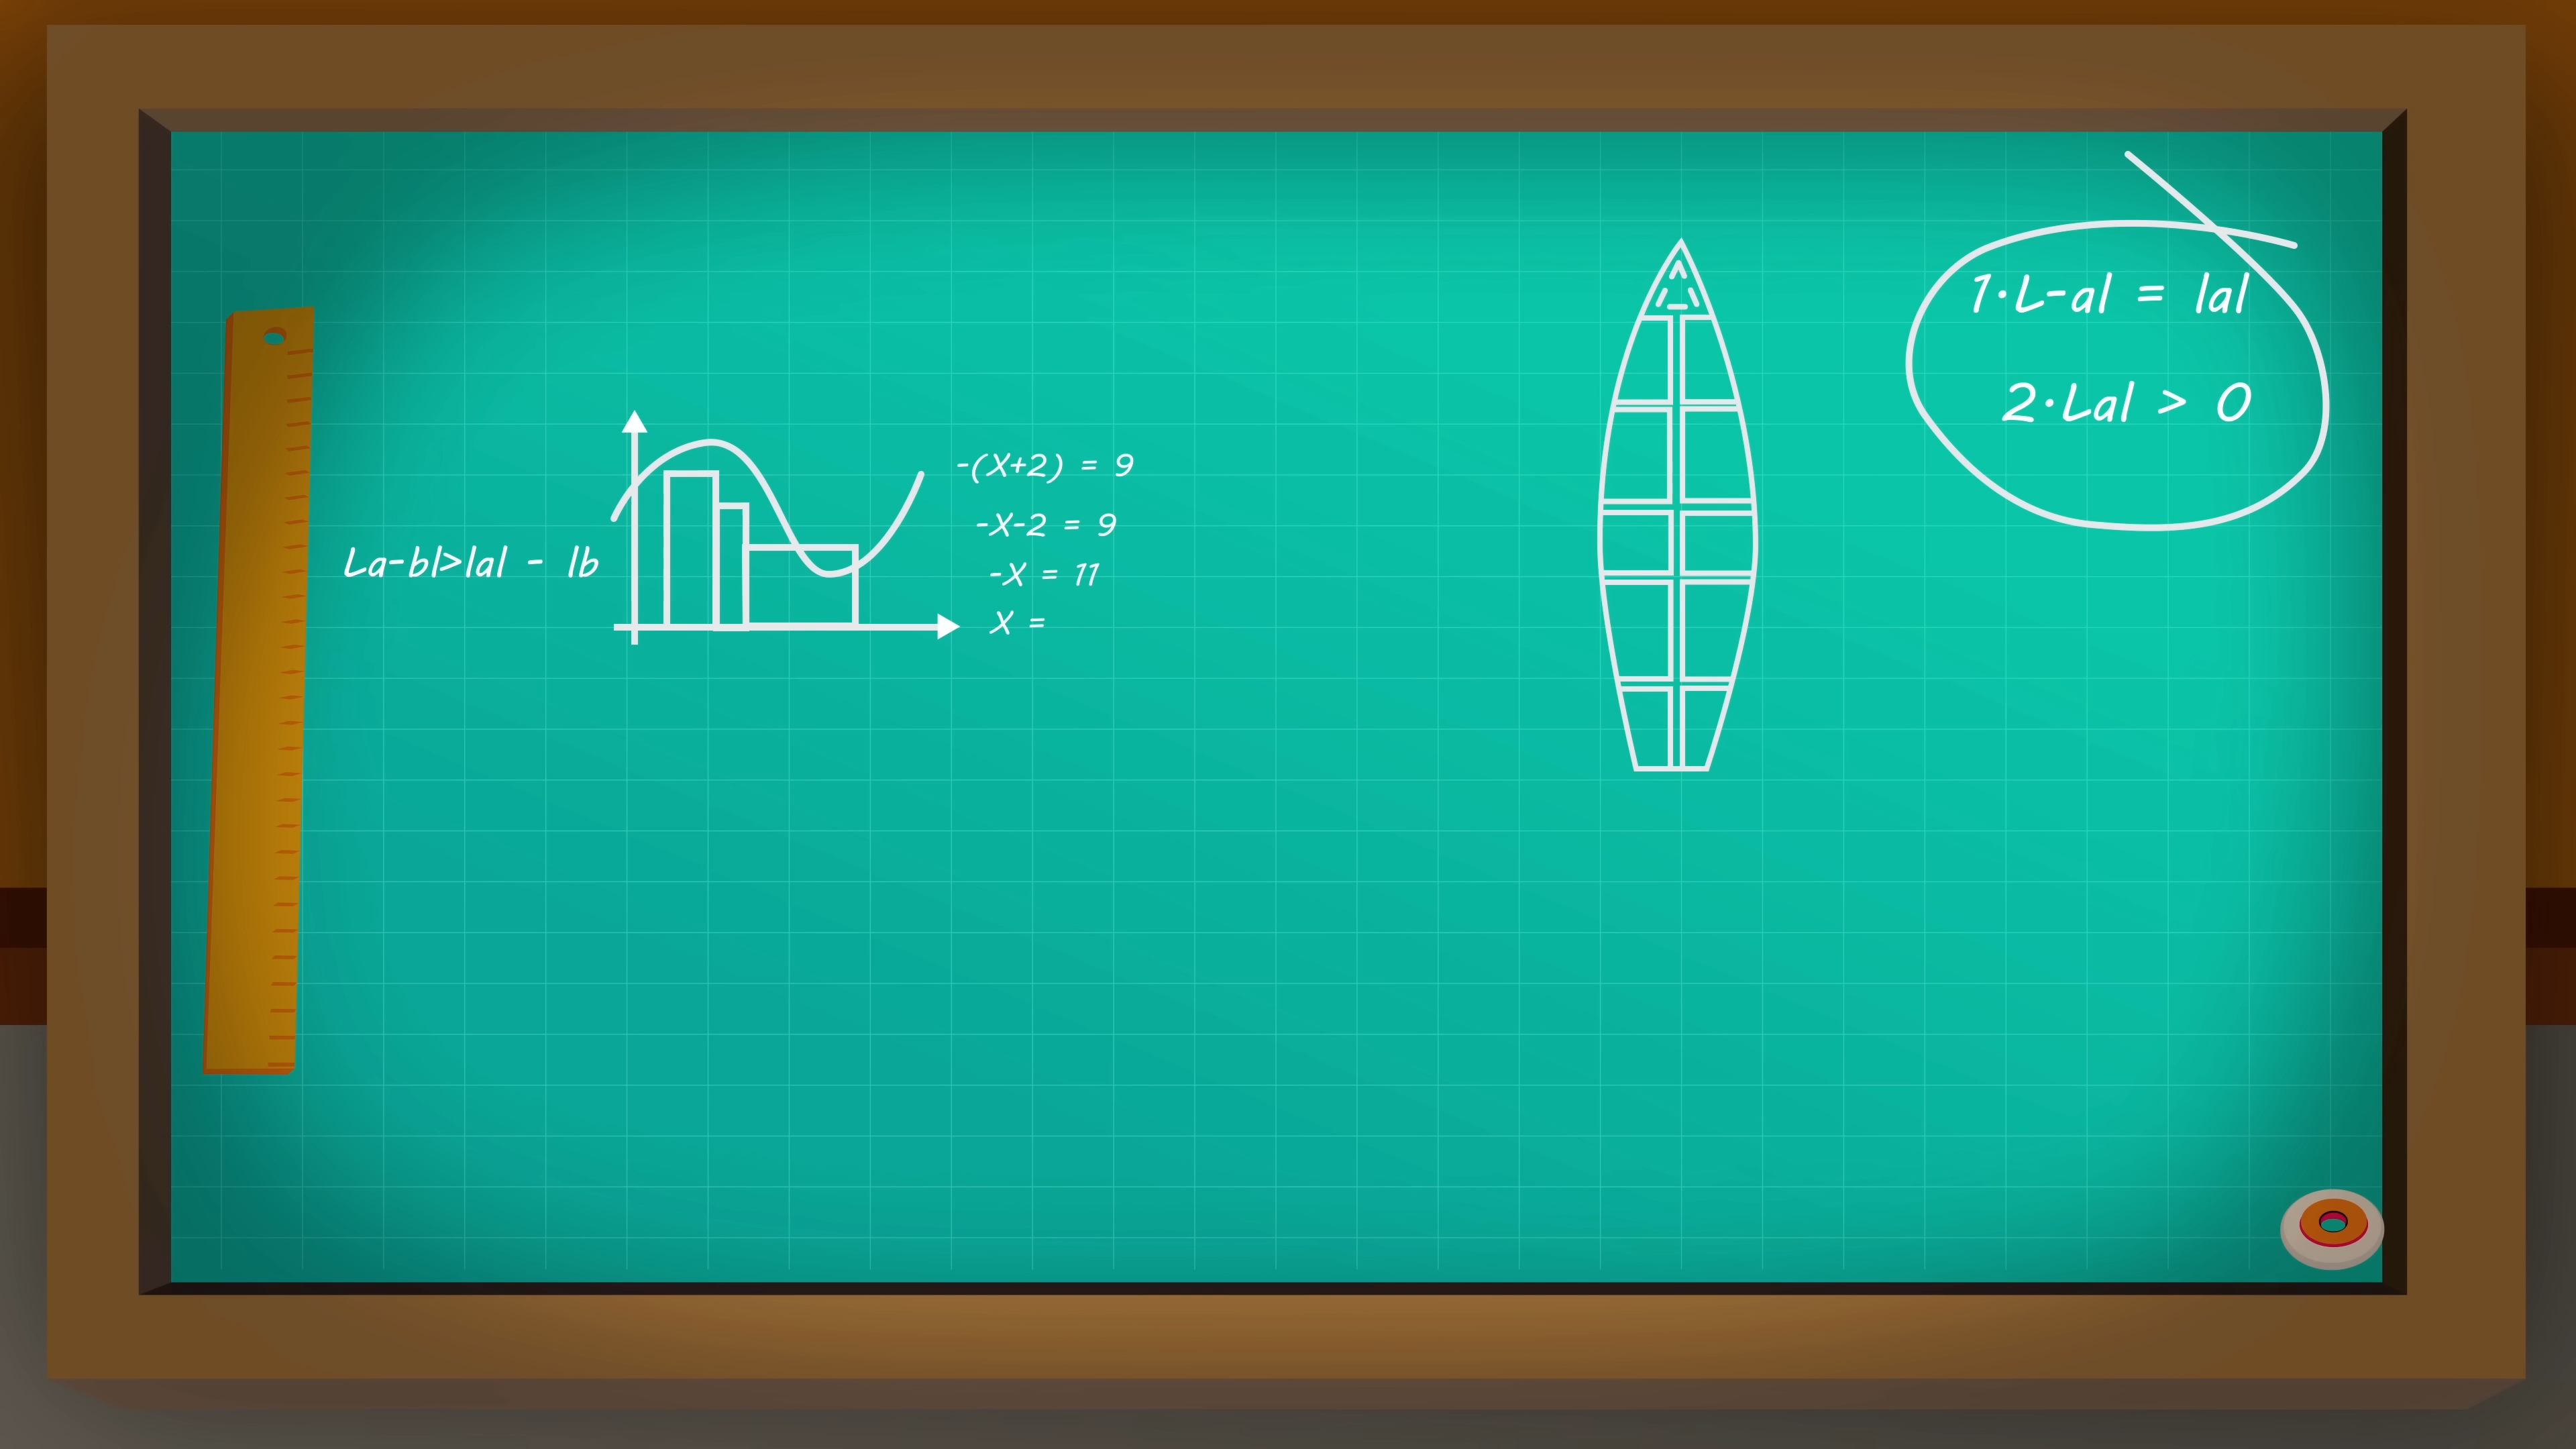 La-bl>lal - lb
-(X+2) = 9
-X-2 = 9
-X = 11
X =
1·L-al = lal
2·Lal > 0